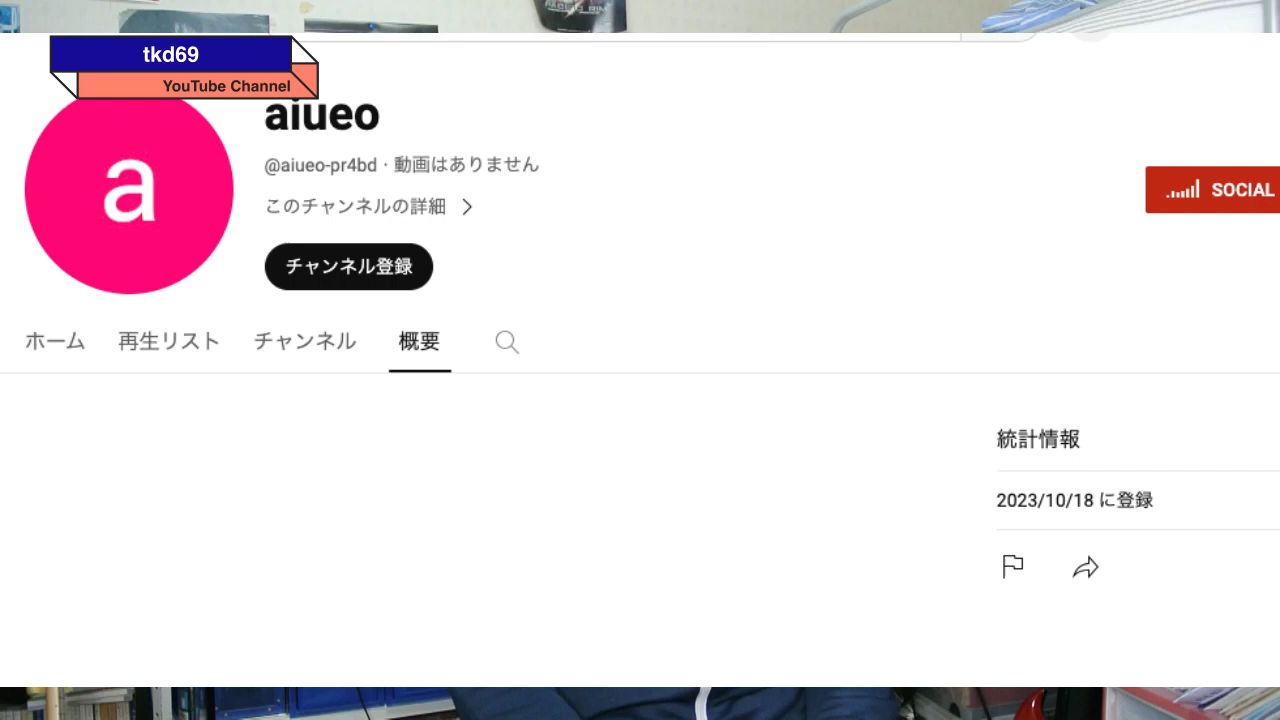 tkd69
YouTube Channel
aiueo
a
@aiueo-pr4bd · 動画はありません
このチャンネルの詳細
チャンネル登録
SOCIAL
ホーム 再生リスト チャンネル 概要
統計情報
2023/10/18 に登録